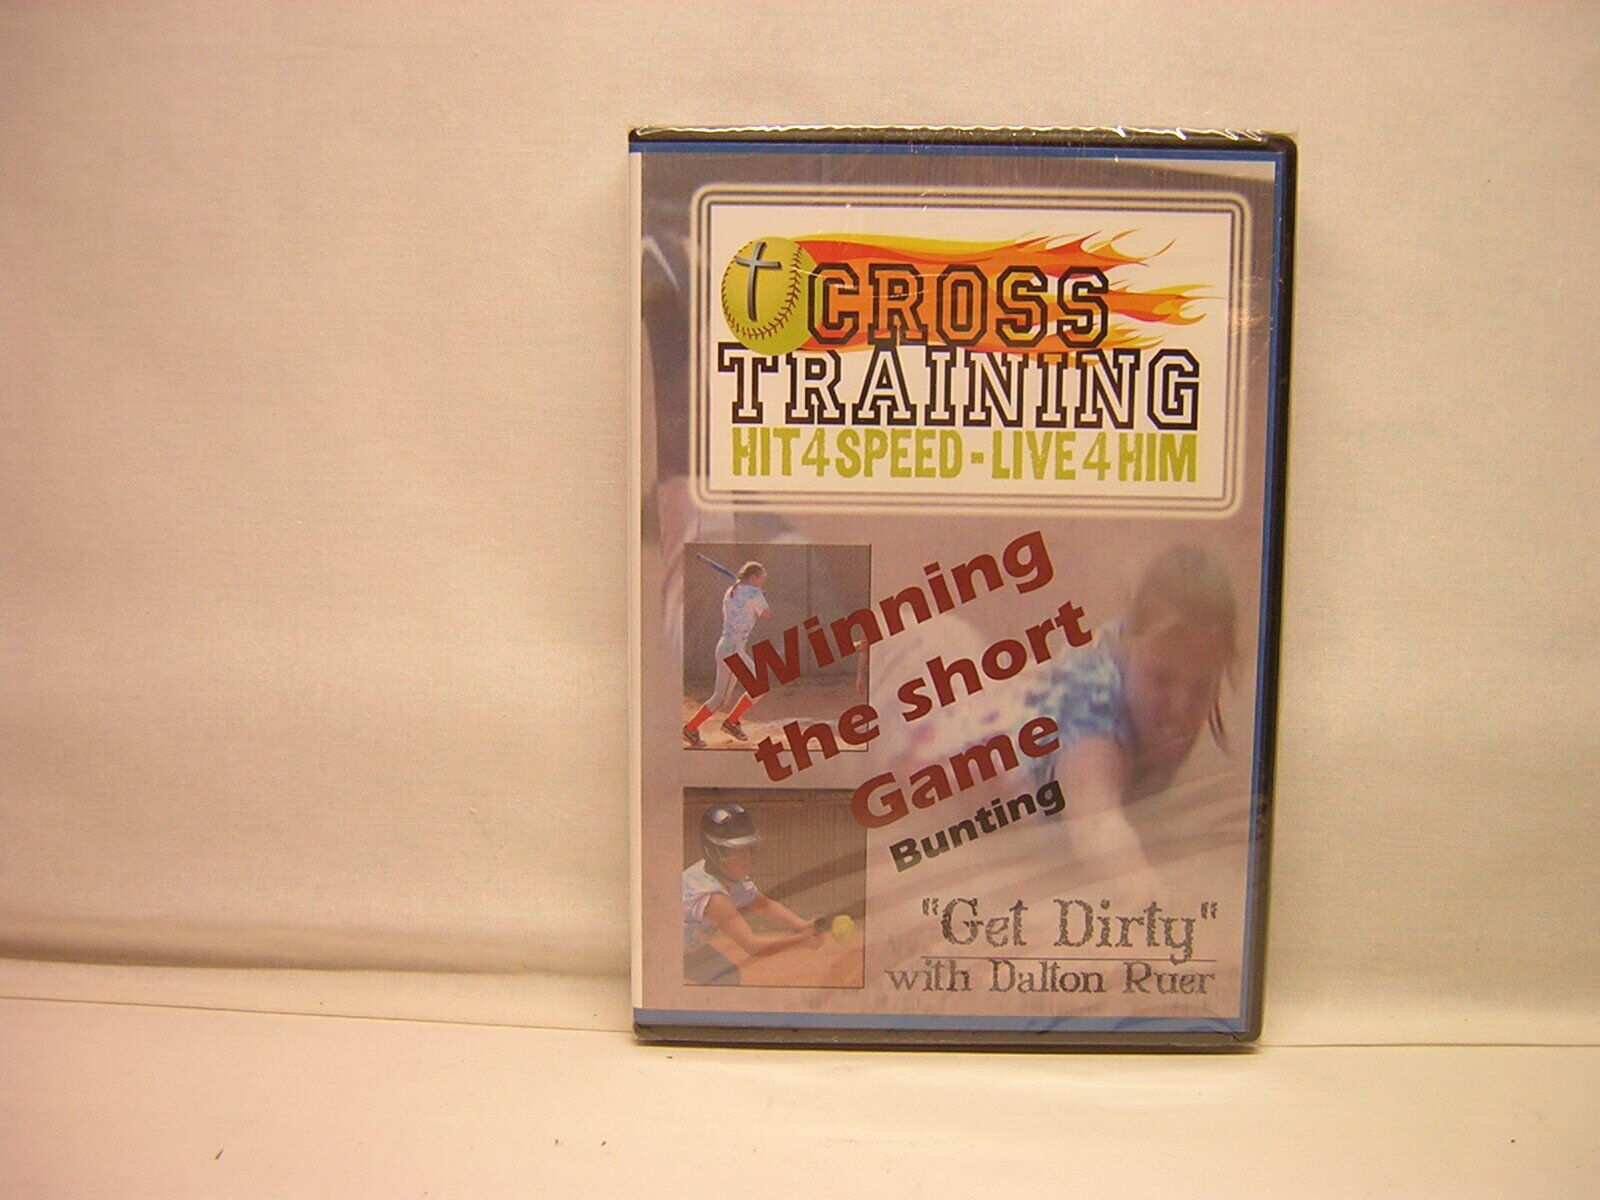 CROSS
TRAINING
HIT4SPEED-LIVE4HIM
Winning
the short
Game
Bunting
"Get Dirty"
with Dalton Ruer